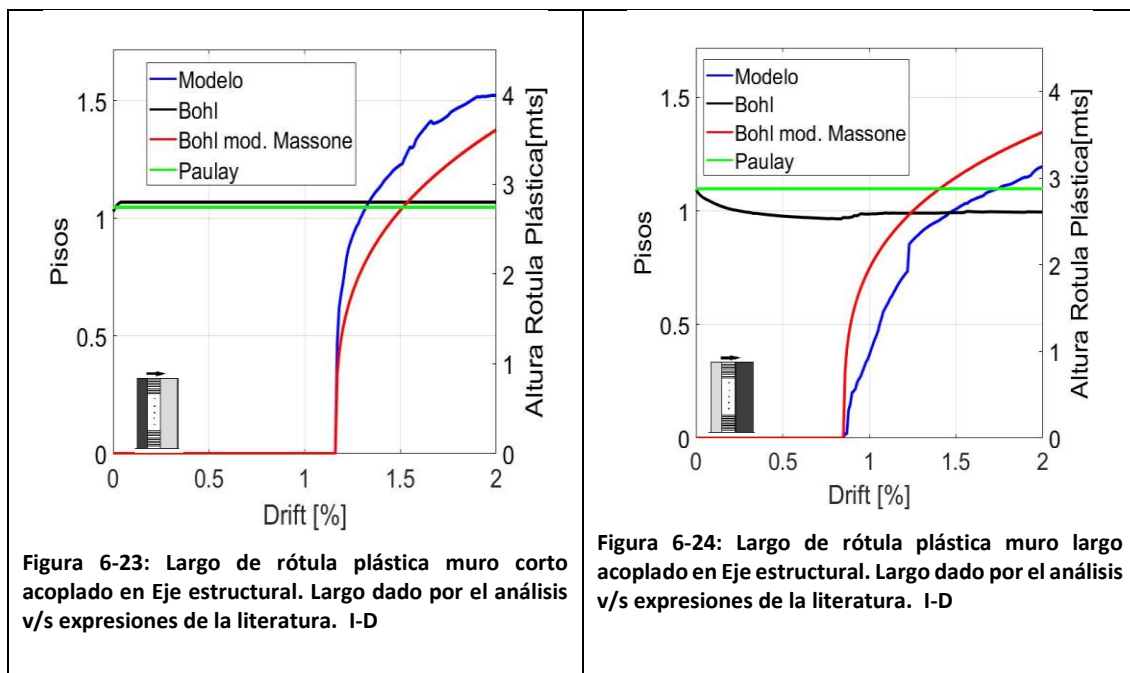 Modelo
Bohl
Bohl mod. Massone
Paulay
1.5
1
0.5
0
Pisos
4
3
2
1
0
Altura Rotula Plástica[mts]
0
0.5
1
1.5
2
Drift [%]
Figura 6-23: Largo de rótula plástica muro corto
acoplado en Eje estructural. Largo dado por el análisis
v/s expresiones de la literatura. I-D
Modelo
Bohl
Bohl mod. Massone
Paulay
1.5
1
0.5
0
Pisos
4
3
2
1
0
Altura Rotula Plástica[mts]
0
0.5
1
1.5
2
Drift [%]
Figura 6-24: Largo de rótula plástica muro largo
acoplado en Eje estructural. Largo dado por el análisis
v/s expresiones de la literatura. I-D